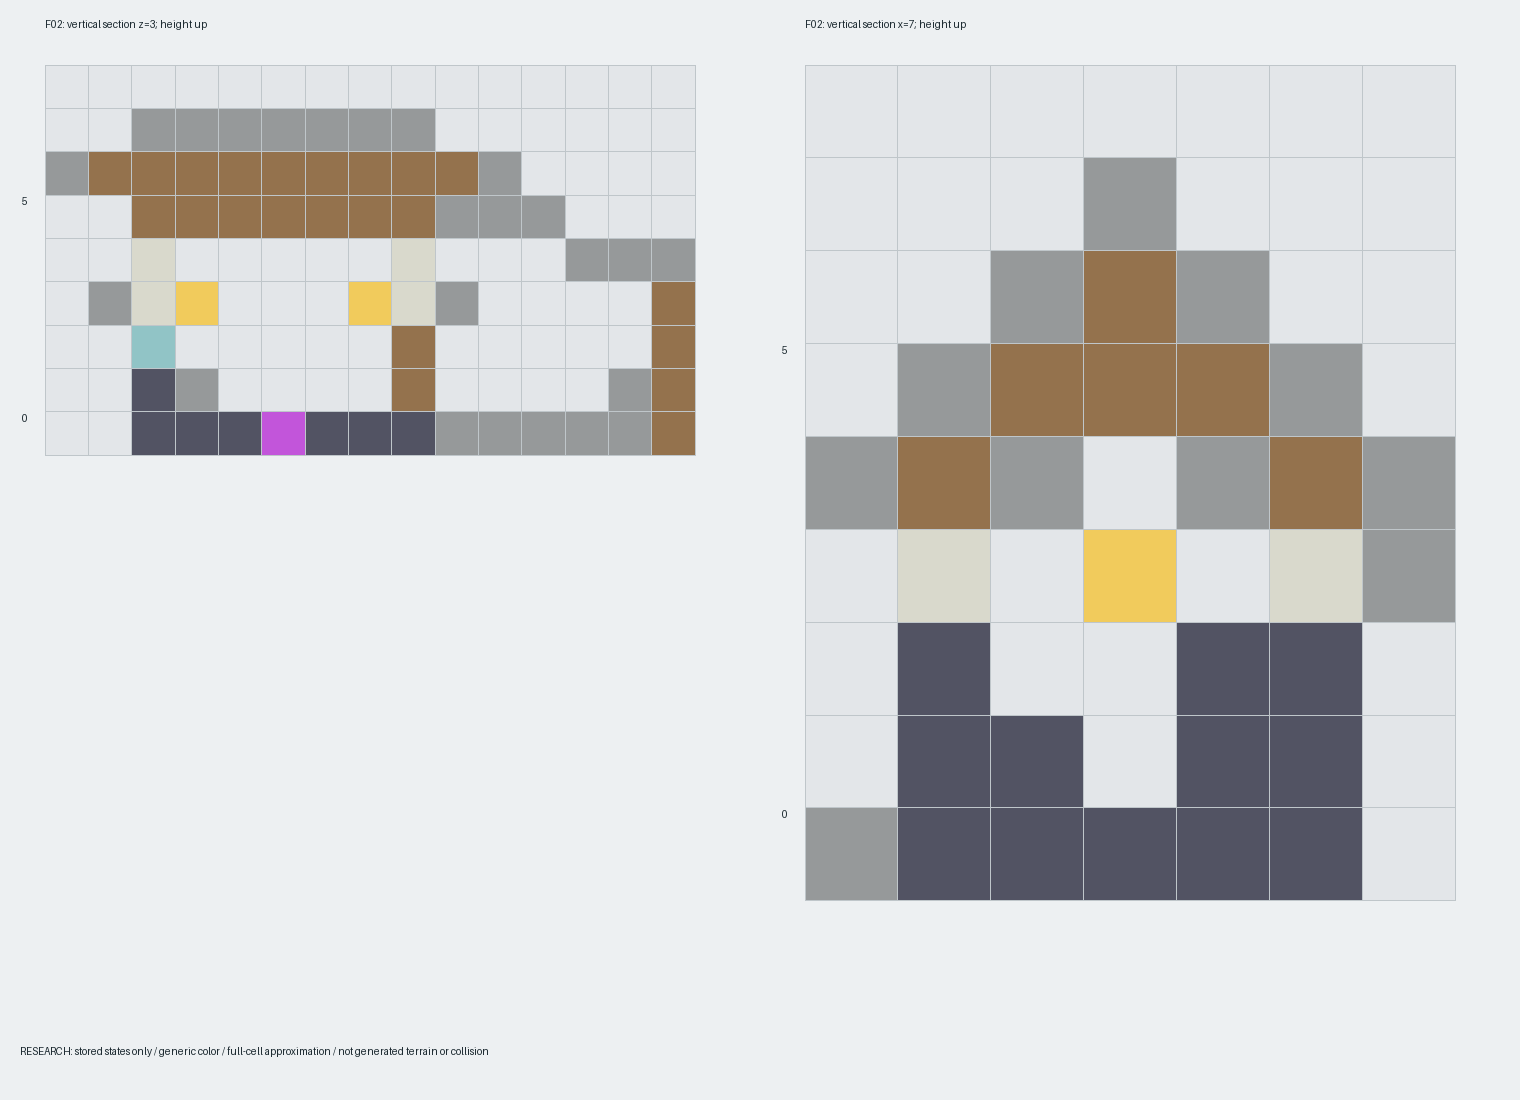 F02: vertical section z=3; height up
F02: vertical section x=7; height up
5
0
5
0
RESEARCH: stored states only / generic color / full-cell approximation / not generated terrain or collision